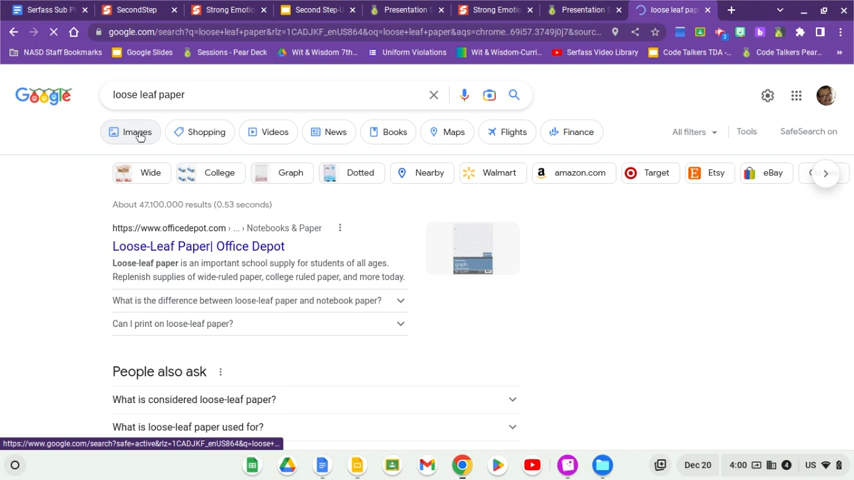 Serfass Sub Pl
SecondStep
Strong Emotio
Second Step-U
Presentation S
Strong Emotio
Presentation S
loose leaf pap
google.com/search?q=loose+leaf+paper&rlz=1CADJKF_enUS864&oq=loose+leaf+paper&aqs=chrome..69i57.3749j0j7&sourc...
NASD Staff Bookmarks
Google Slides
Sessions - Pear Deck
Wit & Wisdom 7th...
Uniform Violations
Wit & Wisdom-Curri...
Serfass Video Library
Code Talkers TDA -...
Code Talkers Pear...
»
Google
loose leaf paper
Images
Shopping
Videos
News
Books
Maps
Flights
Finance
All filters
Tools
SafeSearch on
Wide
College
Graph
Dotted
Nearby
Walmart
amazon.com
Target
Etsy
eBay
About 47,100,000 results (0.53 seconds)
https://www.officedepot.com › ... › Notebooks & Paper
Loose-Leaf Paper| Office Depot
Loose-leaf paper is an important school supply for students of all ages.
Replenish supplies of wide-ruled paper, college ruled paper, and more today.
What is the difference between loose-leaf paper and notebook paper?
Can I print on loose-leaf paper?
People also ask
What is considered loose-leaf paper?
What is loose-leaf paper used for?
https://www.google.com/search?safe=active&rlz=1CADJKF_enUS864&q=loose+...
Dec 20
4:00
4
US